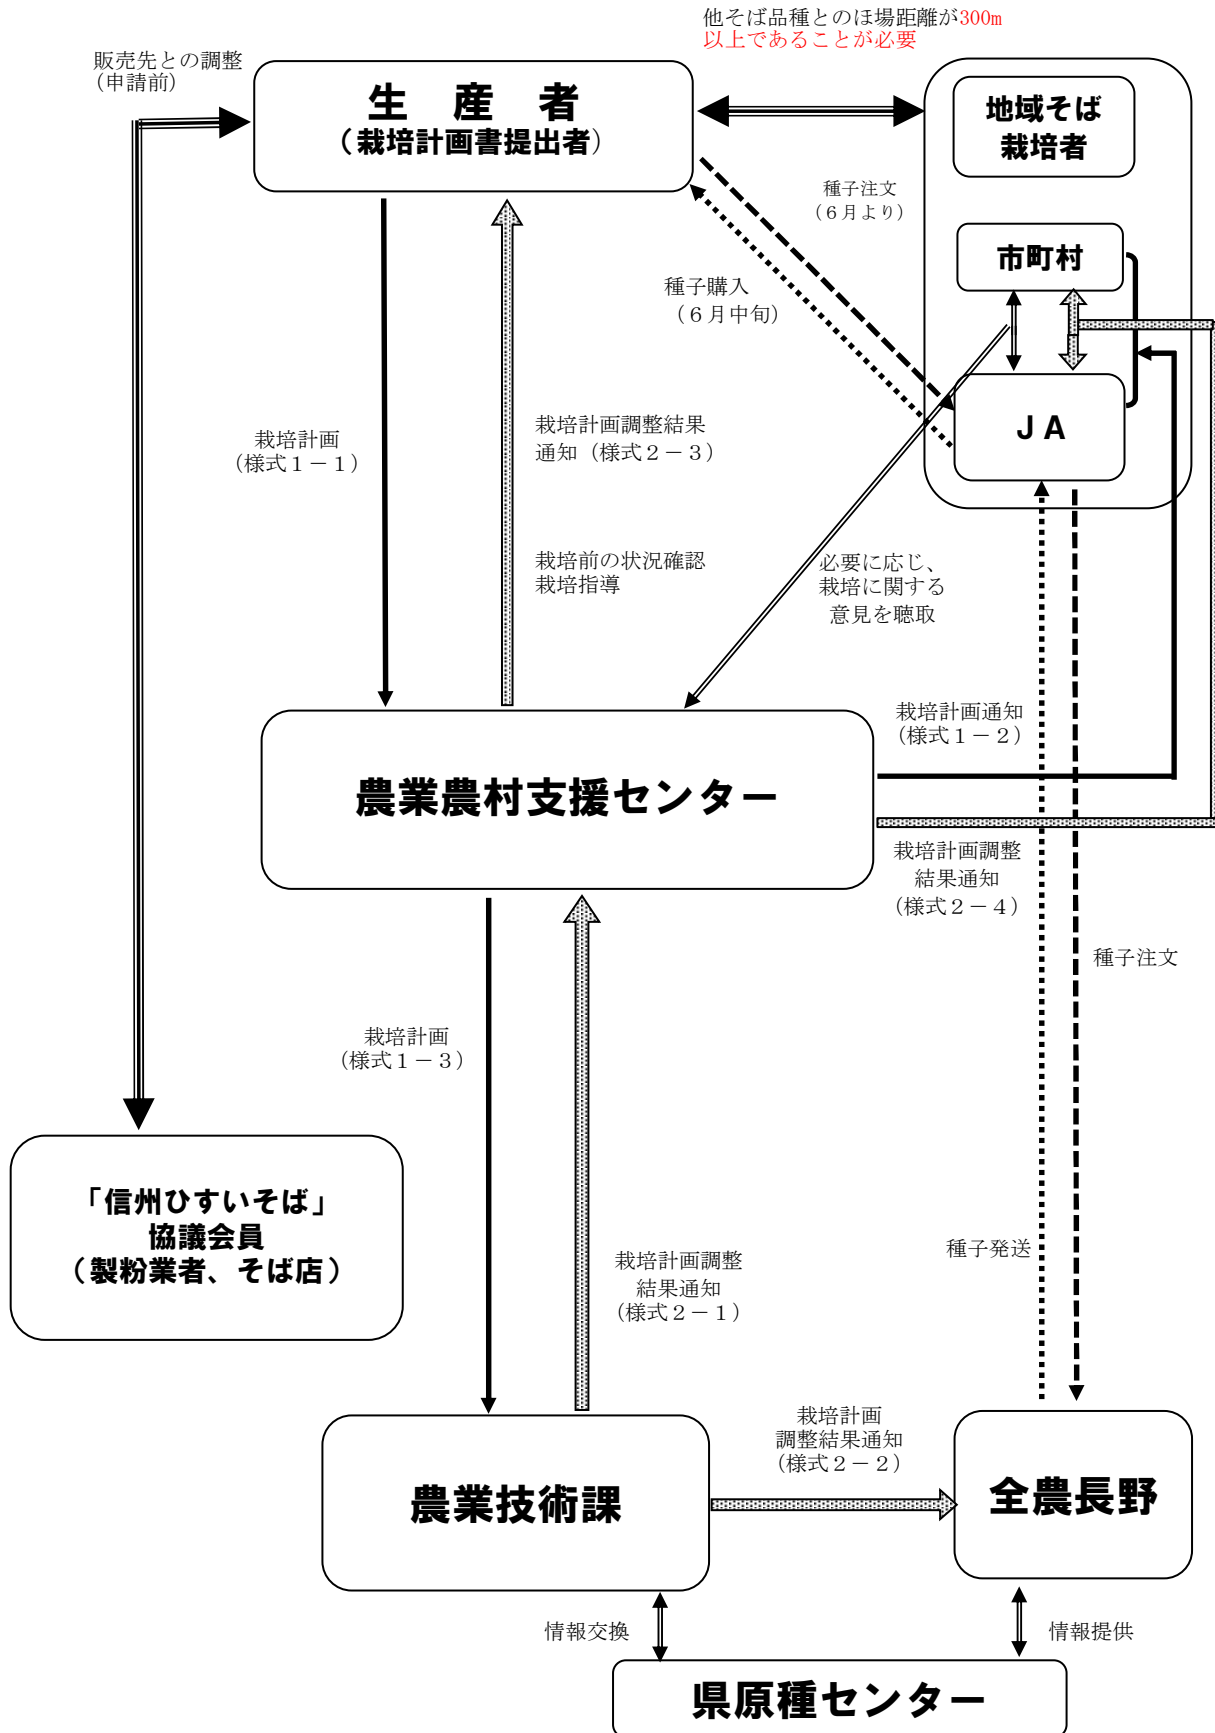 他そば品種とのほ場距離が300m
以上であることが必要
販売先との調整
（申請前）
生　産　者
（栽培計画書提出者）
地域そば
栽培者
種子注文
（６月より）
市町村
種子購入
（６月中旬）
ＪＡ
栽培計画
（様式１－１）
栽培計画調整結果
通知（様式２－３）
栽培前の状況確認
栽培指導
必要に応じ、
栽培に関する
意見を聴取
栽培計画通知
（様式１－２）
農業農村支援センター
栽培計画調整
結果通知
（様式２－４）
種子注文
栽培計画
（様式１－３）
「信州ひすいそば」
協議会員
（製粉業者、そば店）
栽培計画調整
結果通知
（様式２－１）
種子発送
栽培計画
調整結果通知
（様式２－２）
農業技術課
全農長野
情報交換
情報提供
県原種センター